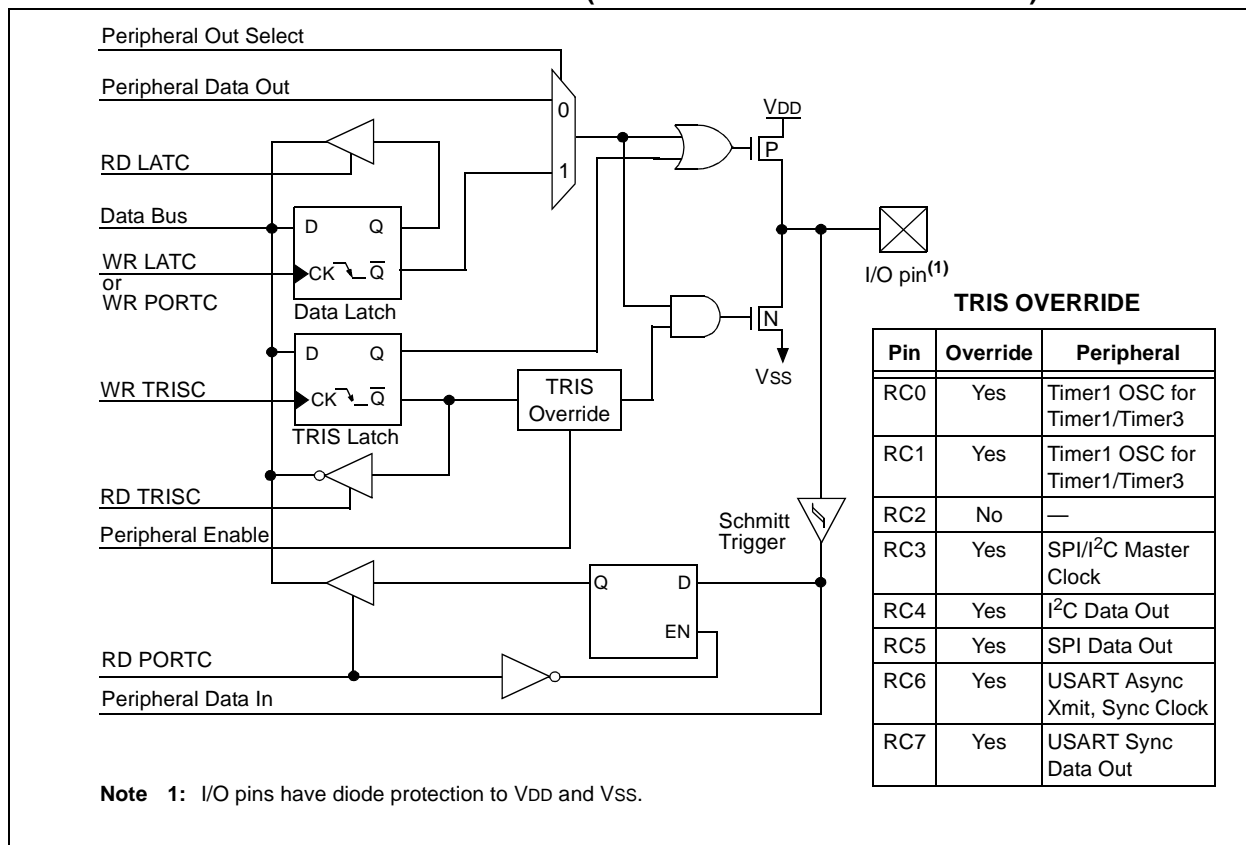 Peripheral Out Select
Peripheral Data Out
0
1
VDD
P
RD LATC
Data Bus
D Q
WR LATC
or
WR PORTC
CK Q̅
Data Latch
I/O pin(1)
N
VSS
D Q
WR TRISC
CK Q̅
TRIS Latch
TRIS
Override
RD TRISC
Peripheral Enable
Schmitt
Trigger
Q D
EN
RD PORTC
Peripheral Data In
TRIS OVERRIDE
Pin Override Peripheral
RC0 Yes Timer1 OSC for
Timer1/Timer3
RC1 Yes Timer1 OSC for
Timer1/Timer3
RC2 No —
RC3 Yes SPI/I2C Master
Clock
RC4 Yes I2C Data Out
RC5 Yes SPI Data Out
RC6 Yes USART Async
Xmit, Sync Clock
RC7 Yes USART Sync
Data Out
Note 1: I/O pins have diode protection to VDD and VSS.